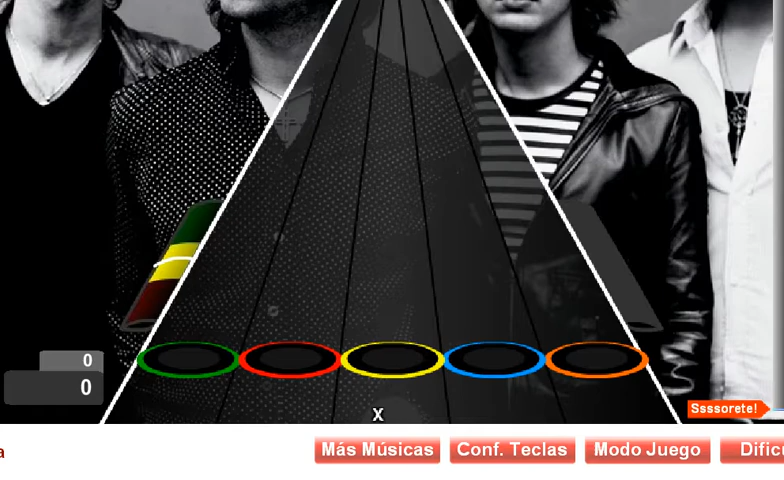 0
0
Ssssorete!
X
a
Más Músicas
Conf. Teclas
Modo Juego